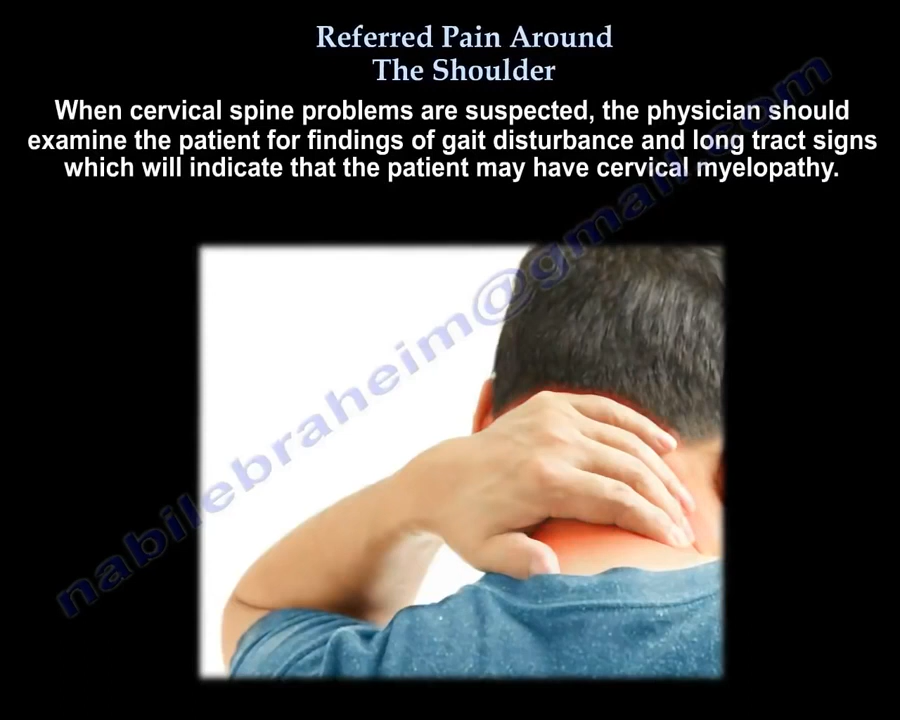 Referred Pain Around
The Shoulder
When cervical spine problems are suspected, the physician should
examine the patient for findings of gait disturbance and long tract signs
which will indicate that the patient may have cervical myelopathy.
nabilebraheim@gmail.com